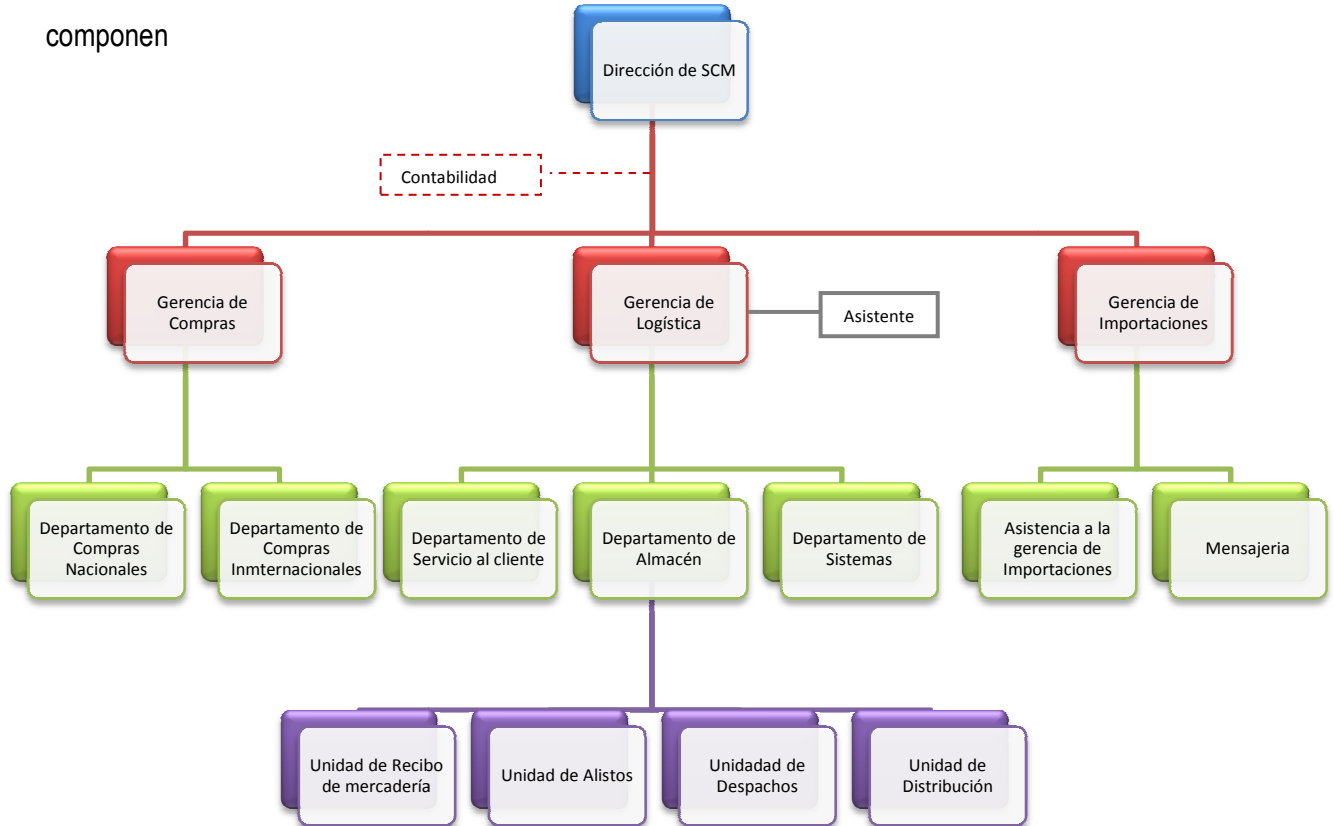 componen
Dirección de SCM
Contabilidad
Gerencia de
Compras
Gerencia de
Logística
Asistente
Gerencia de
Importaciones
Departamento de
Compras
Nacionales
Departamento de
Compras
Inmternacionales
Departamento de
Servicio al cliente
Departamento de
Almacén
Departamento de
Sistemas
Asistencia a la
gerencia de
Importaciones
Mensajeria
Unidad de Recibo
de mercadería
Unidad de Alistos
Unidadad de
Despachos
Unidad de
Distribución